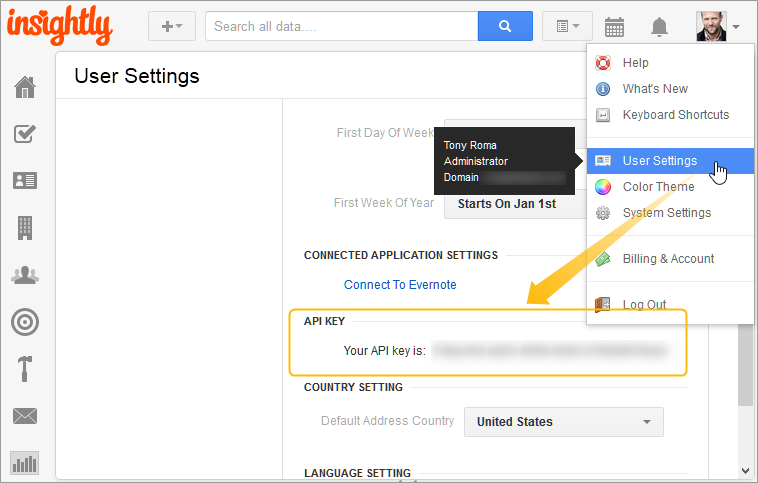 insightly
Search all data....
User Settings
Help
What's New
Keyboard Shortcuts
User Settings
Color Theme
System Settings
Billing & Account
Log Out
Tony Roma
Administrator
Domain
First Day Of Week
First Week Of Year
Starts On Jan 1st
CONNECTED APPLICATION SETTINGS
Connect To Evernote
API KEY
Your API key is:
COUNTRY SETTING
Default Address Country
United States
LANGUAGE SETTING